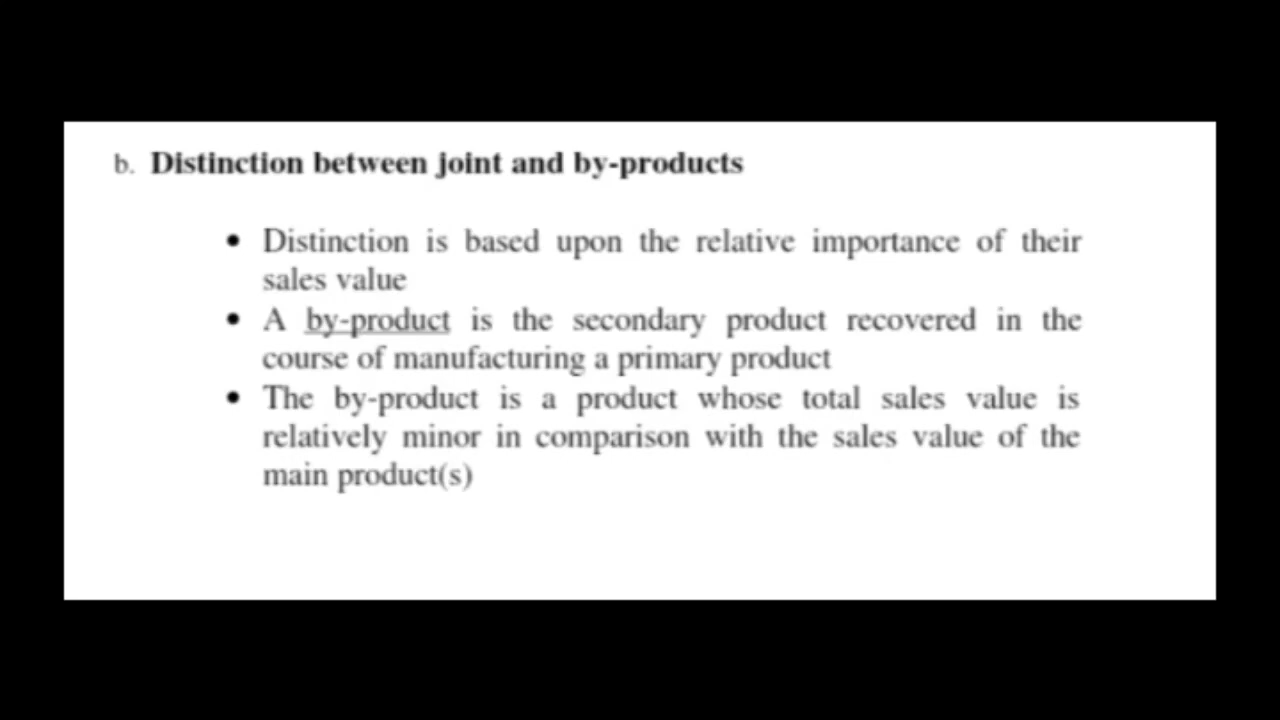 b. Distinction between joint and by-products
• Distinction is based upon the relative importance of their
sales value
• A by-product is the secondary product recovered in the
course of manufacturing a primary product
• The by-product is a product whose total sales value is
relatively minor in comparison with the sales value of the
main product(s)